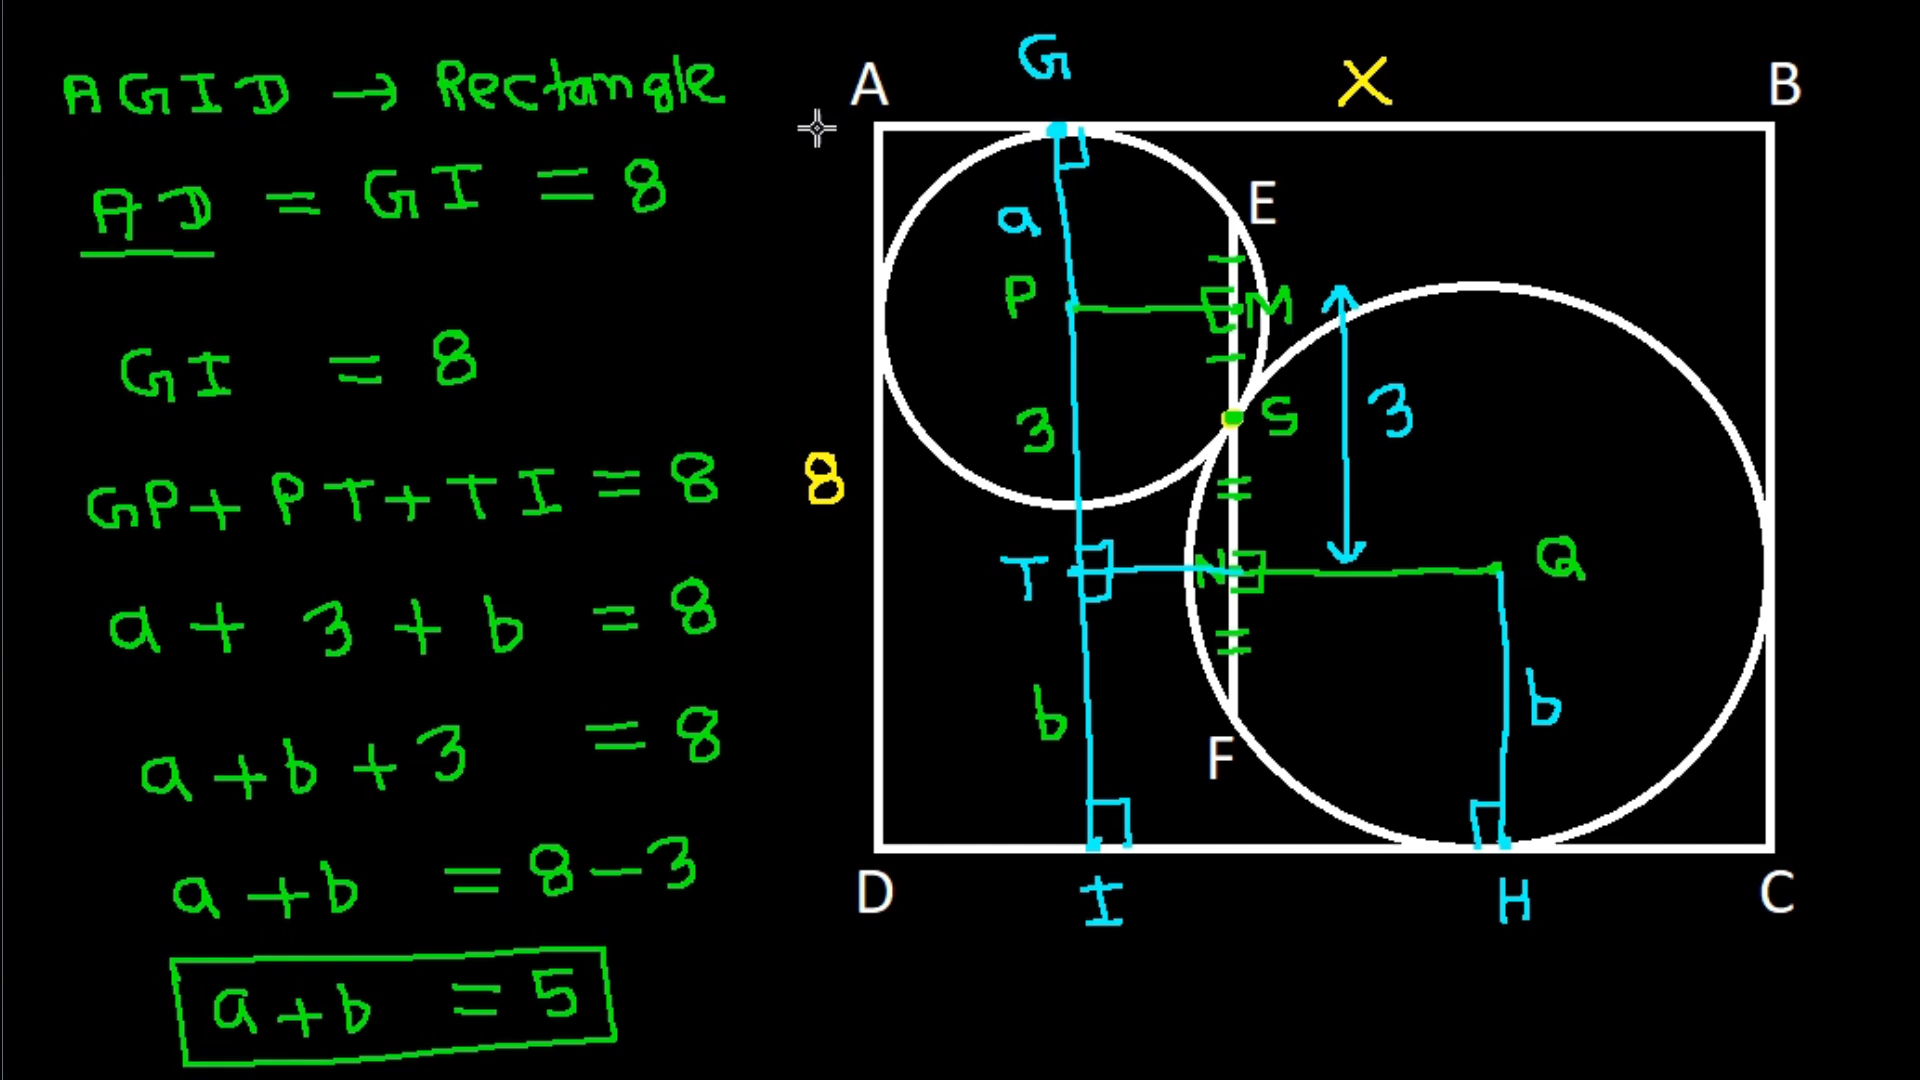 AGID → Rectangle
AD = GI = 8
GI = 8
GP + PT + TI = 8
a + 3 + b = 8
a + b + 3 = 8
a + b = 8 - 3
a + b = 5
G
X
A
B
E
a
P
M
3
S
3
8
T
N
Q
b
b
F
D
I
H
C